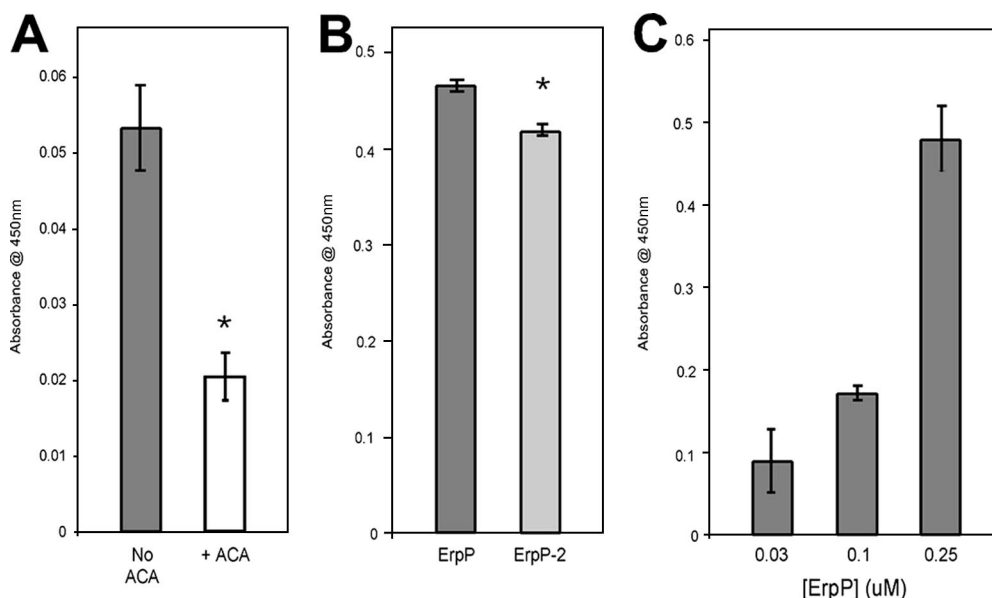 A
Absorbance @ 450nm
0.06
0.05
0.04
0.03
0.02
0.01
0
*
No
ACA
+ ACA
B
Absorbance @ 450nm
0.5
0.4
0.3
0.2
0.1
0
*
ErpP
ErpP-2
C
Absorbance @ 450nm
0.6
0.5
0.4
0.3
0.2
0.1
0
0.03
0.1
0.25
[ErpP] (uM)